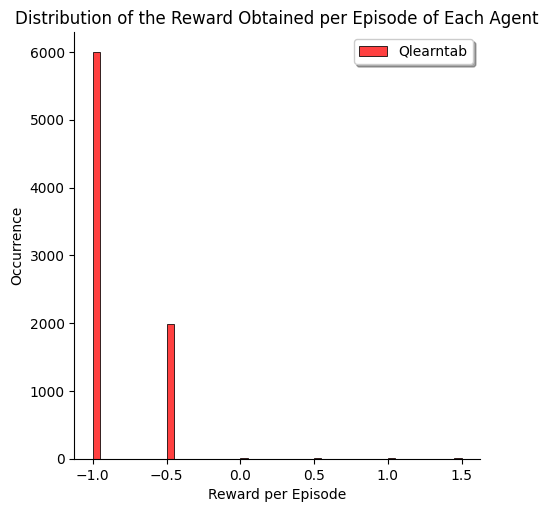 Distribution of the Reward Obtained per Episode of Each Agent
Qlearntab
6000
5000
4000
3000
2000
1000
0
Occurrence
−1.0 −0.5 0.0 0.5 1.0 1.5
Reward per Episode